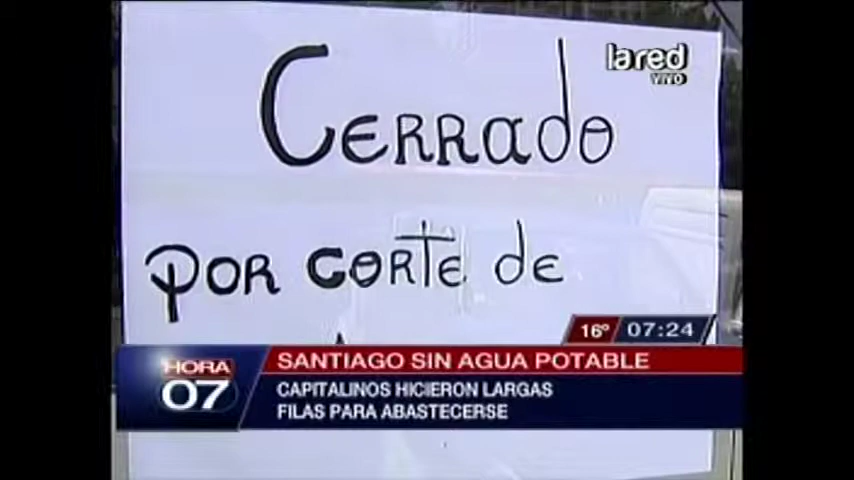 lared
VIVO
CERRADO
POR CORTE DE
16° 07:24
HORA
07
SANTIAGO SIN AGUA POTABLE
CAPITALINOS HICIERON LARGAS
FILAS PARA ABASTECERSE